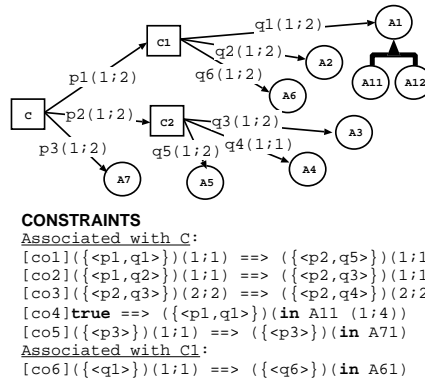 q1(1;2)
A1
C1
q2(1;2)
A2
p1(1;2)
q6(1;2)
A11
A12
A6
C
p2(1;2)
C2
q3(1;2)
A3
p3(1;2)
q4(1;1)
q5(1;2)
A4
A7
A5
CONSTRAINTS
Associated with C:
[co1]({<p1,q1>})(1;1) ==> ({<p2,q5>})(1;1
[co2]({<p1,q2>})(1;1) ==> ({<p2,q3>})(1;1
[co3]({<p2,q3>})(2;2) ==> ({<p2,q4>})(2;2
[co4]true ==> ({<p1,q1>})(in A11 (1;4))
[co5]({<p3>})(1;1) ==> ({<p3>})(in A71)
Associated with C1:
[co6]({<q1>})(1;1) ==> ({<q6>})(in A61)